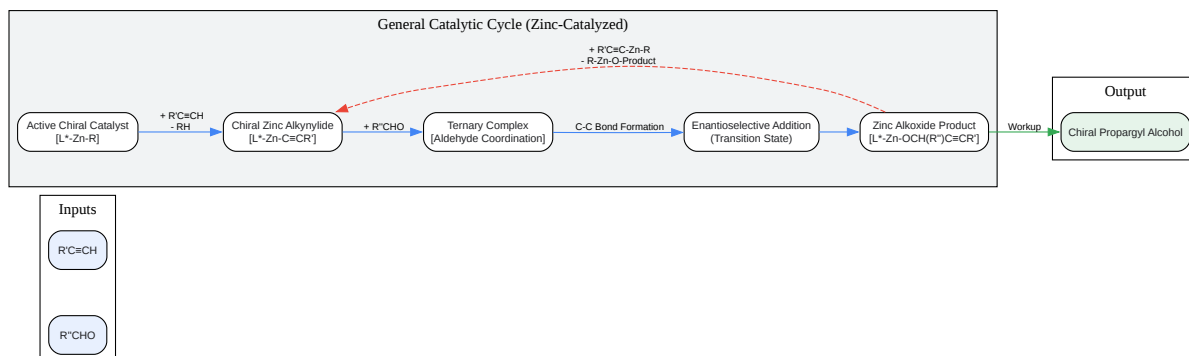 General Catalytic Cycle (Zinc-Catalyzed)
+ R'C≡C-Zn-R
- R-Zn-O-Product
Active Chiral Catalyst
[L*-Zn-R]
+ R'C≡CH
- RH
Chiral Zinc Alkynylide
[L*-Zn-C≡CR']
+ R"CHO
Ternary Complex
[Aldehyde Coordination]
C-C Bond Formation
Enantioselective Addition
(Transition State)
Zinc Alkoxide Product
[L*-Zn-OCH(R")C≡CR']
Workup
Output
Chiral Propargyl Alcohol
Inputs
R'C≡CH
R"CHO